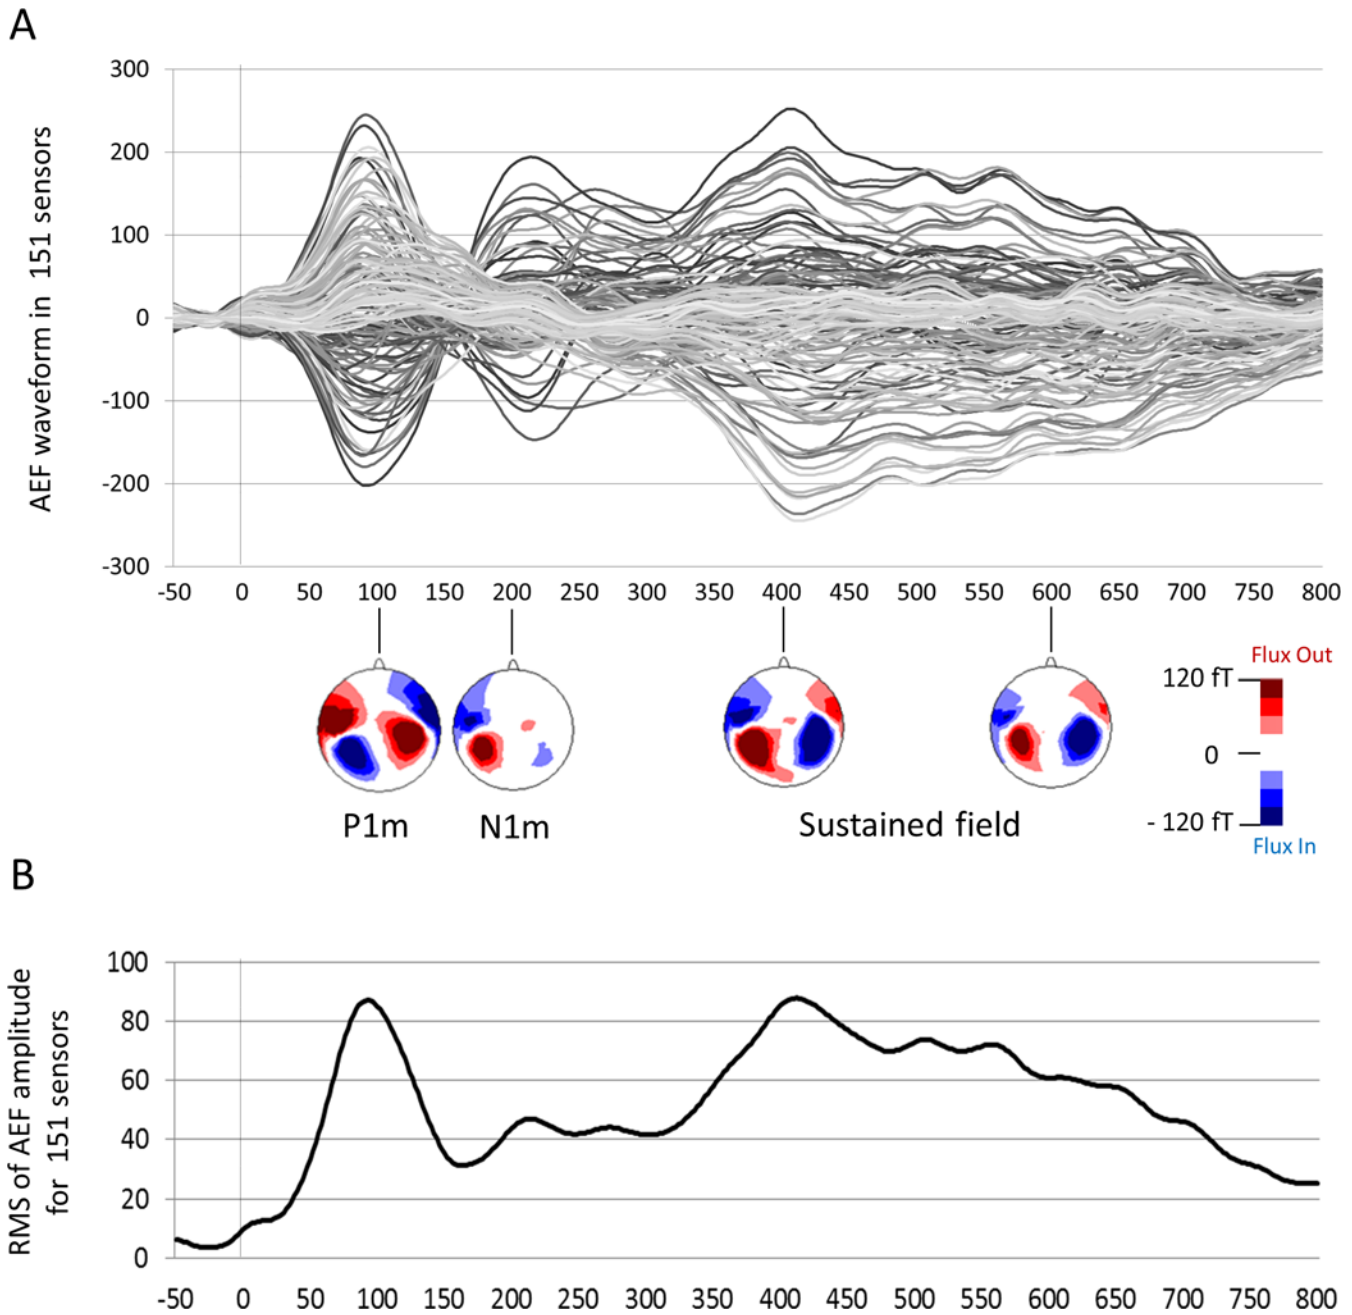 A
AEF waveform in 151 sensors
300
200
100
0
-100
-200
-300
-50 0 50 100 150 200 250 300 350 400 450 500 550 600 650 700 750 800
Flux Out
120 fT
0
- 120 fT
Flux In
P1m N1m Sustained field
B
RMS of AEF amplitude
for 151 sensors
100
80
60
40
20
0
-50 0 50 100 150 200 250 300 350 400 450 500 550 600 650 700 750 800